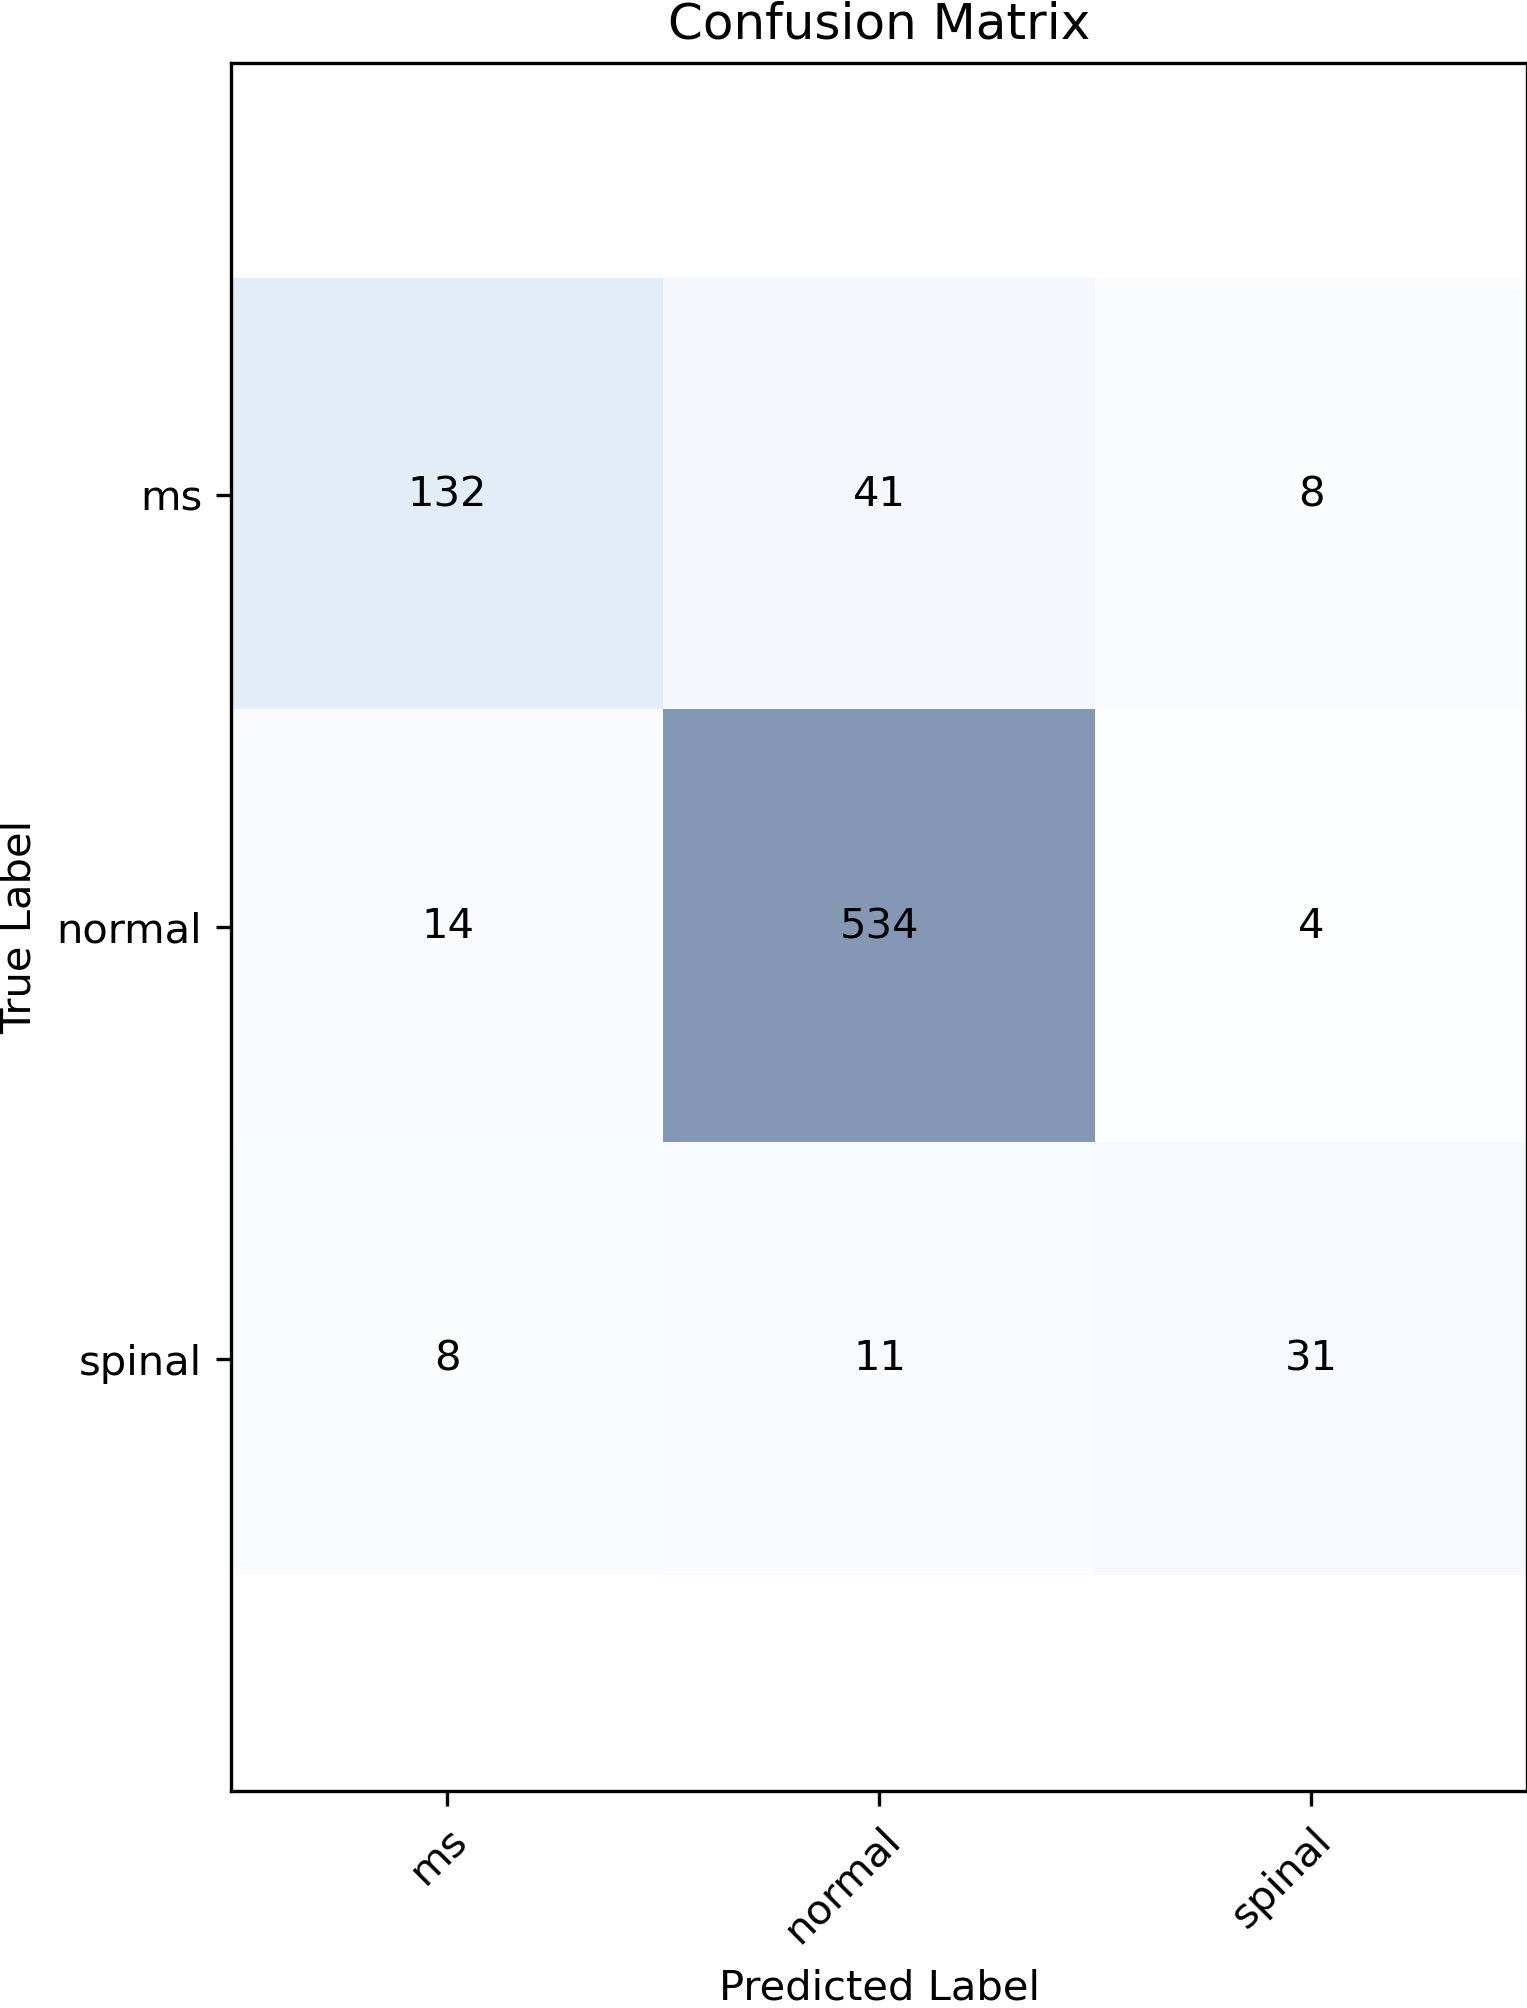 Confusion Matrix
ms 132 41 8
normal 14 534 4
spinal 8 11 31
True Label
ms normal spinal
Predicted Label